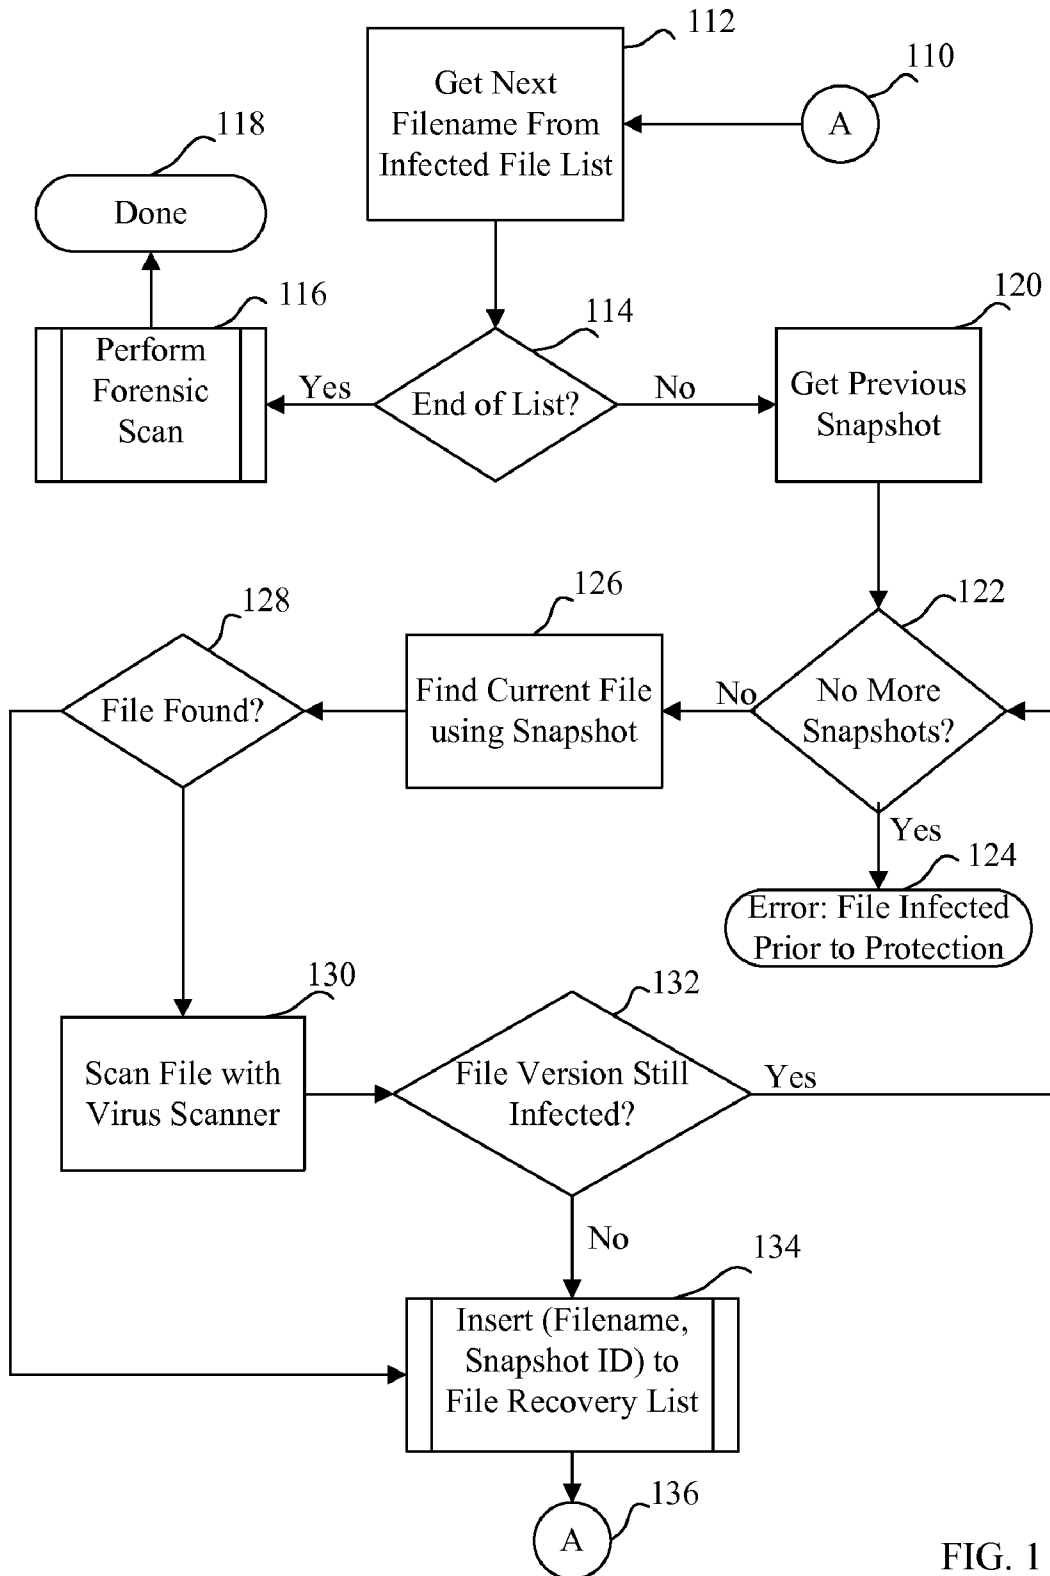 112
Get Next
Filename From
Infected File List
110
A
118
Done
116
Perform
Forensic
Scan
Yes
114
End of List?
No
120
Get Previous
Snapshot
128
File Found?
126
Find Current File
using Snapshot
No
122
No More
Snapshots?
Yes
124
Error: File Infected
Prior to Protection
130
Scan File with
Virus Scanner
132
File Version Still
Infected?
Yes
No
134
Insert (Filename,
Snapshot ID) to
File Recovery List
A
136
FIG. 1